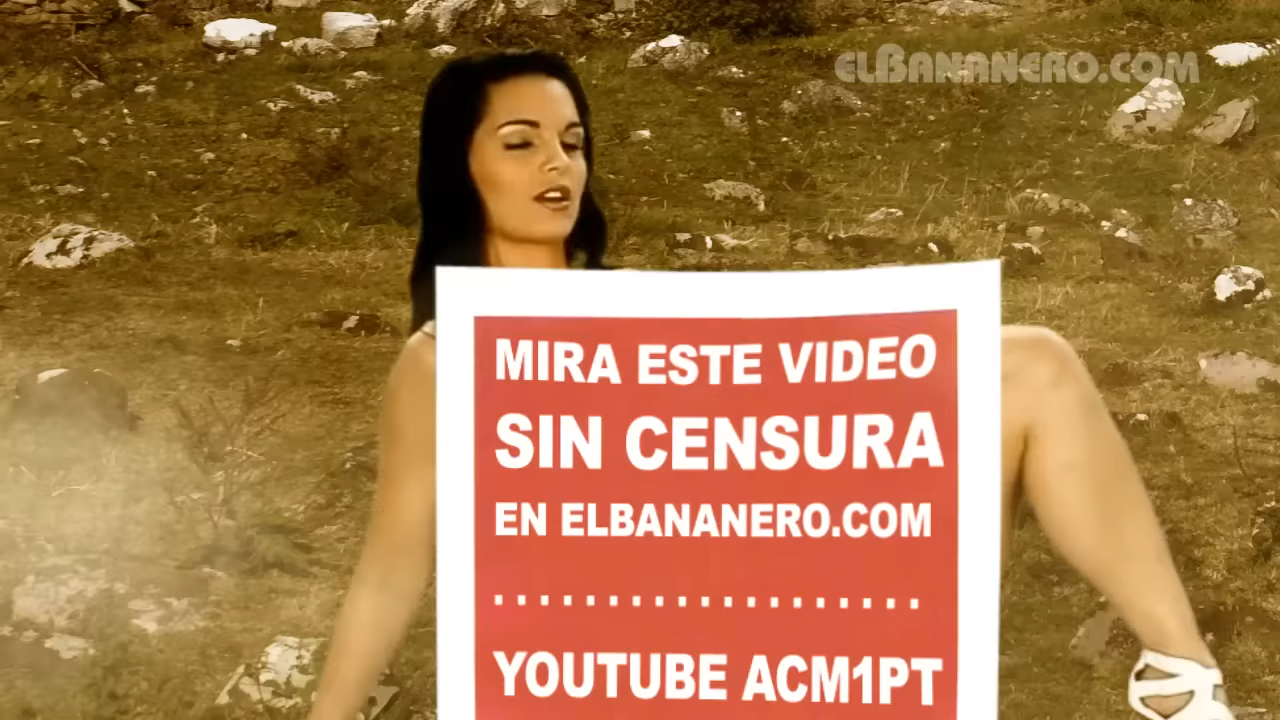 elBananero.com
MIRA ESTE VIDEO
SIN CENSURA
EN ELBANANERO.COM
...................
YOUTUBE ACM1PT